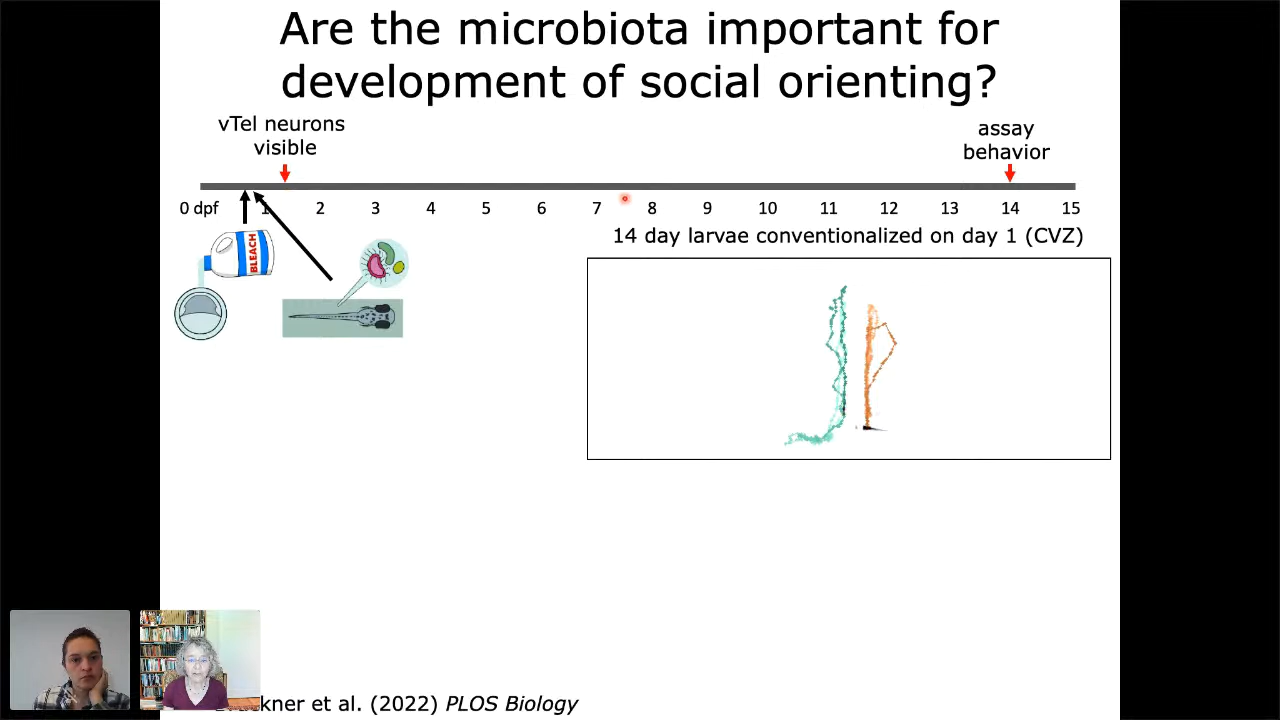 Are the microbiota important for
development of social orienting?
vTel neurons
visible
assay
behavior
0 dpf 1 2 3 4 5 6 7 8 9 10 11 12 13 14 15
BLEACH
14 day larvae conventionalized on day 1 (CVZ)
et al. (2022) PLOS Biology